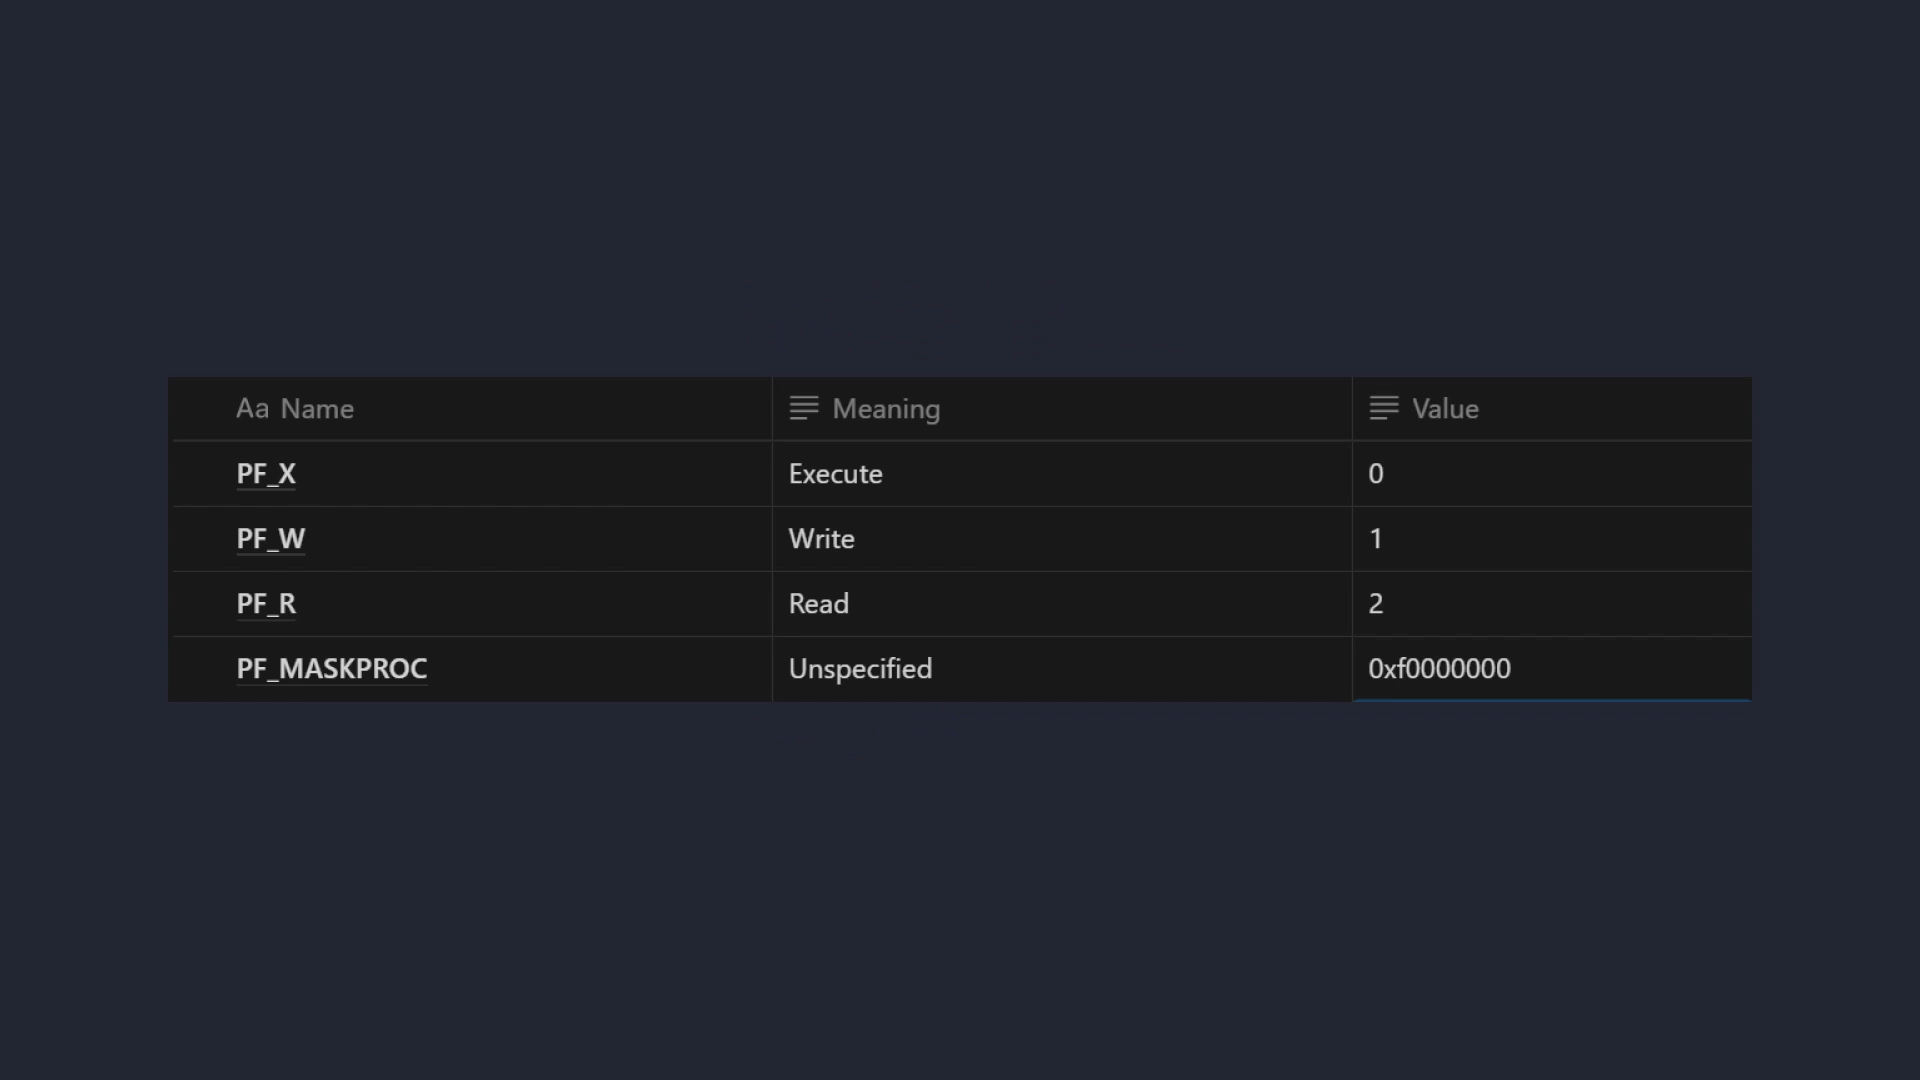 Aa Name Meaning Value
PF_X Execute 0
PF_W Write 1
PF_R Read 2
PF_MASKPROC Unspecified 0xf0000000